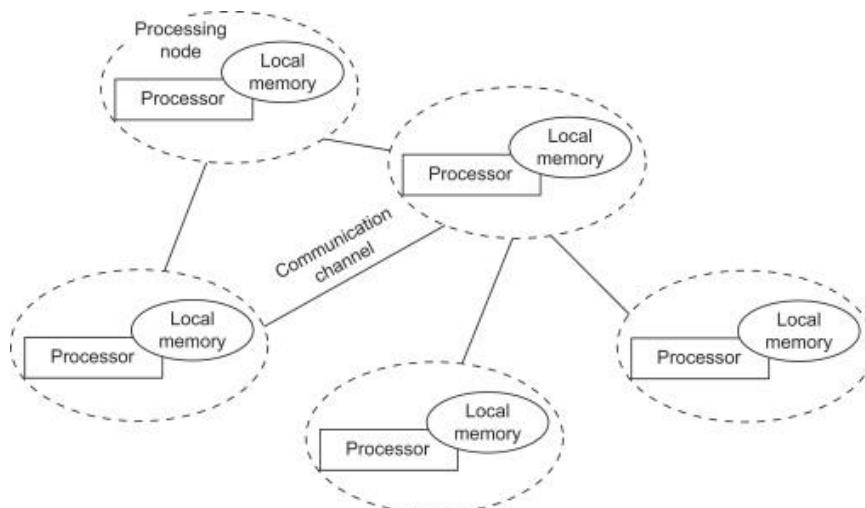 Processing
node
Local
memory
Processor
Local
memory
Processor
Communication
channel
Local
memory
Processor
Local
memory
Processor
Local
memory
Processor